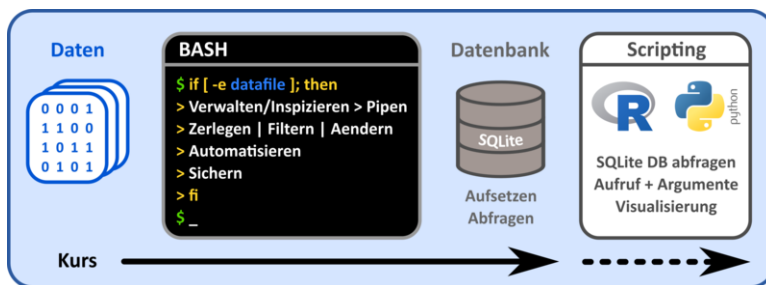 Daten
0 0 0 1
1 1 0 0
1 0 1 1
0 1 0 1
BASH
$ if [ -e datafile ]; then
> Verwalten/Inspizieren > Pipen
> Zerlegen | Filtern | Aendern
> Automatisieren
> Sichern
> fi
$ _
Datenbank
SQLite
Aufsetzen
Abfragen
Scripting
R
python
SQLite DB abfragen
Aufruf + Argumente
Visualisierung
Kurs